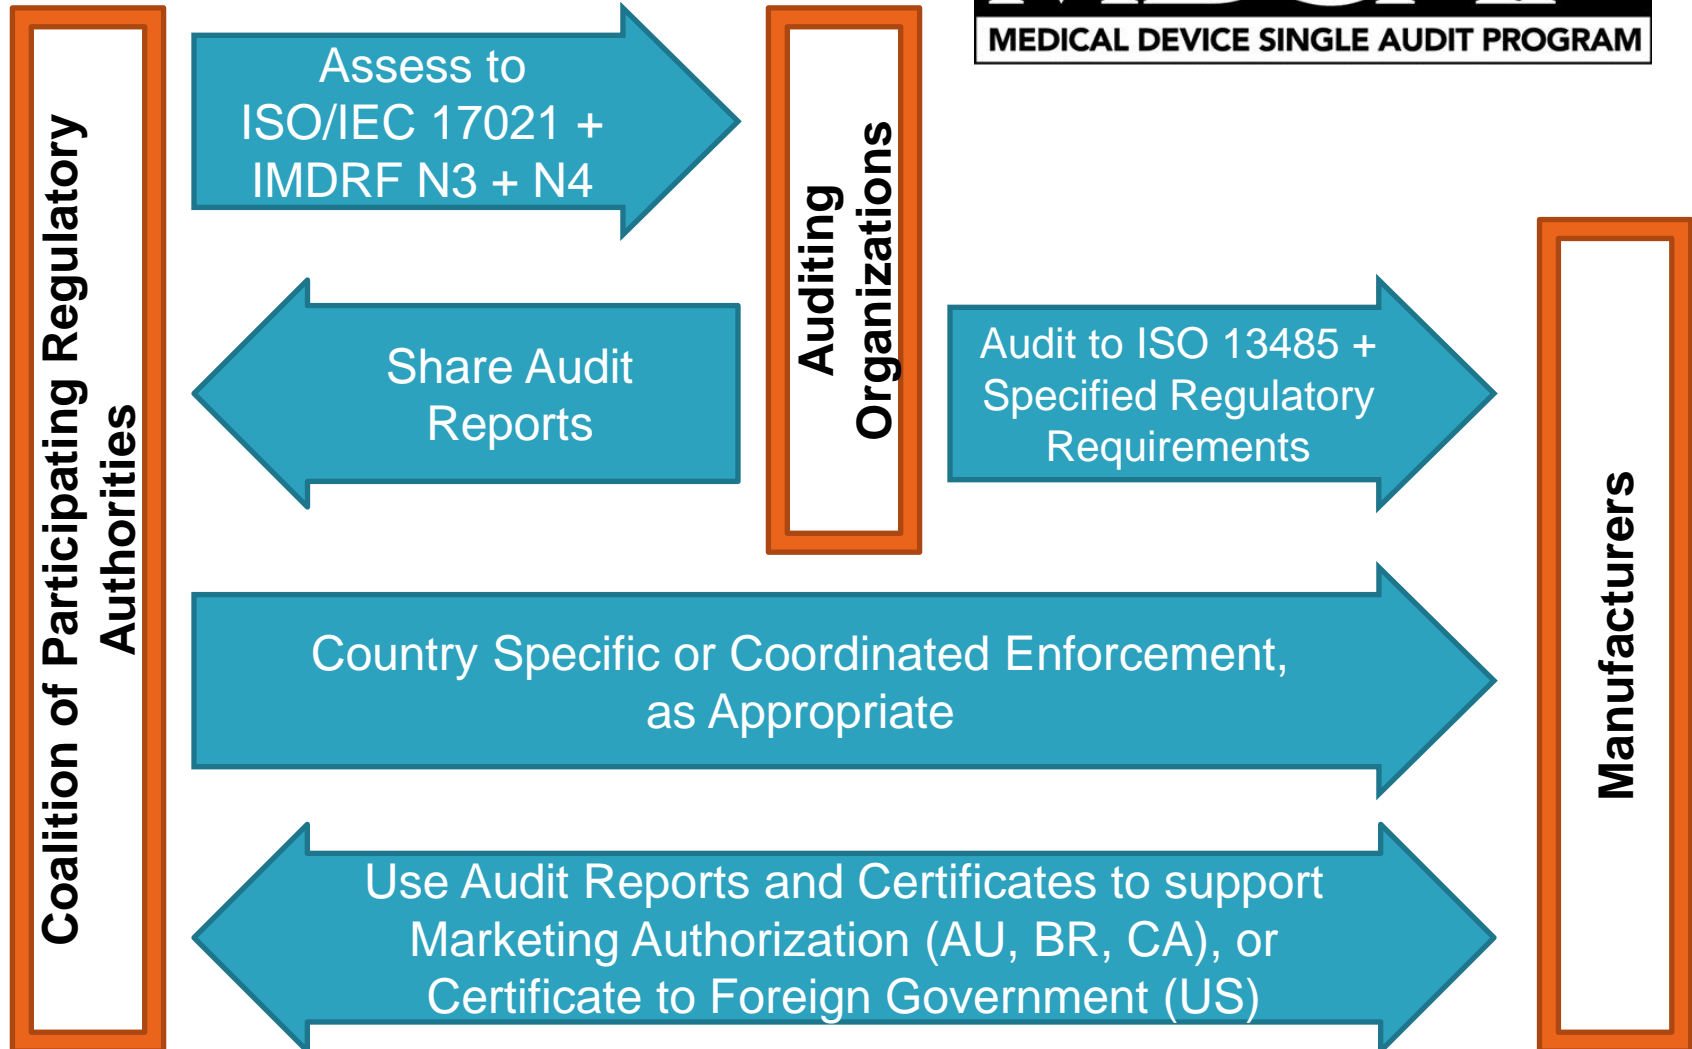 MEDICAL DEVICE SINGLE AUDIT PROGRAM
Coalition of Participating Regulatory
Authorities
Assess to
ISO/IEC 17021 +
IMDRF N3 + N4
Auditing
Organizations
Share Audit
Reports
Audit to ISO 13485 +
Specified Regulatory
Requirements
Manufacturers
Country Specific or Coordinated Enforcement,
as Appropriate
Use Audit Reports and Certificates to support
Marketing Authorization (AU, BR, CA), or
Certificate to Foreign Government (US)